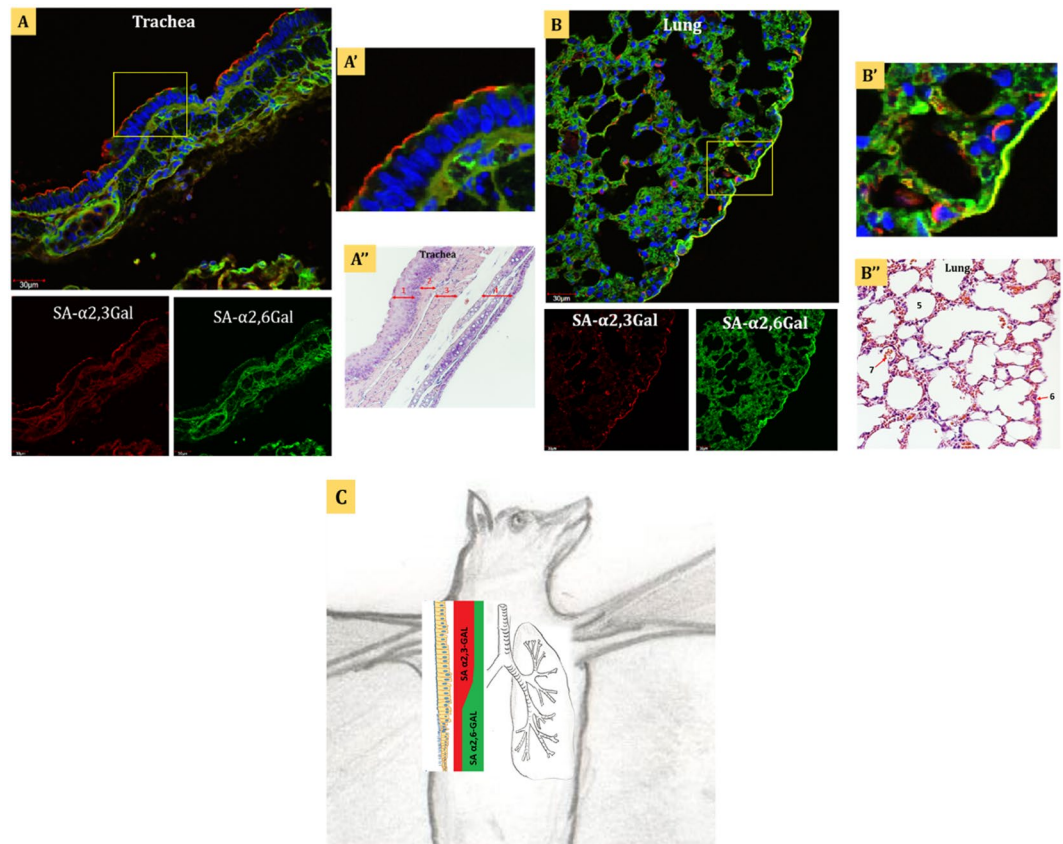 A
Trachea
30µm
A'
SA-α2,3Gal
SA-α2,6Gal
A''
Trachea
B
Lung
30µm
B'
SA-α2,3Gal
SA-α2,6Gal
B''
Lung
5
7
6
C
SA α2,3-GAL
SA α2,6-GAL